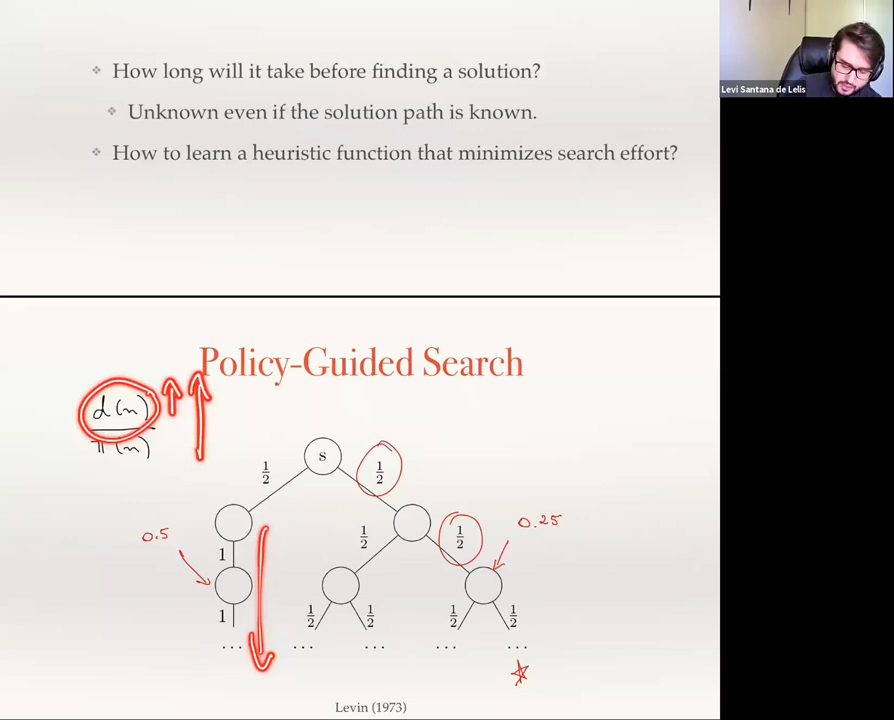 How long will it take before finding a solution?
Unknown even if the solution path is known.
How to learn a heuristic function that minimizes search effort?
Levi Santana de Lelis
Policy-Guided Search
d(n)
π(n)
s
1/2
1/2
0.5
1
1/2
1/2
0.25
1
1/2
1/2
1/2
1/2
...
...
...
...
...
Levin (1973)